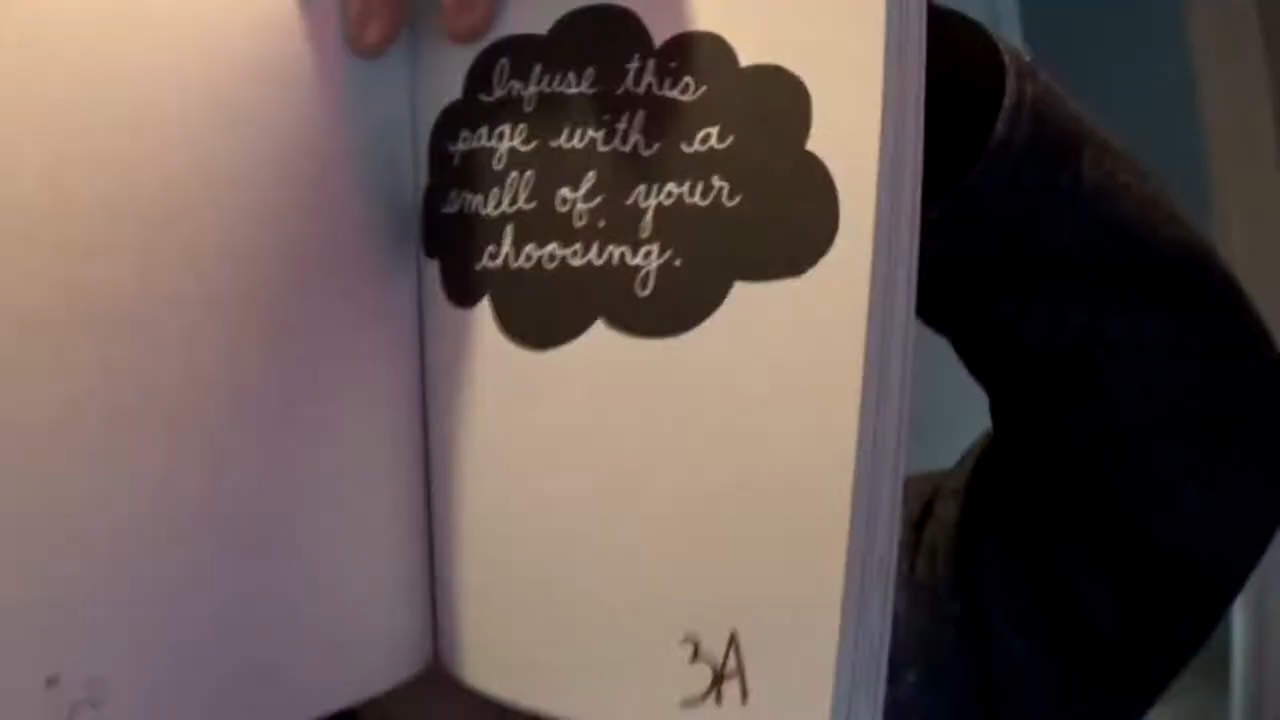 Infuse this
page with a
smell of your
choosing.
3A